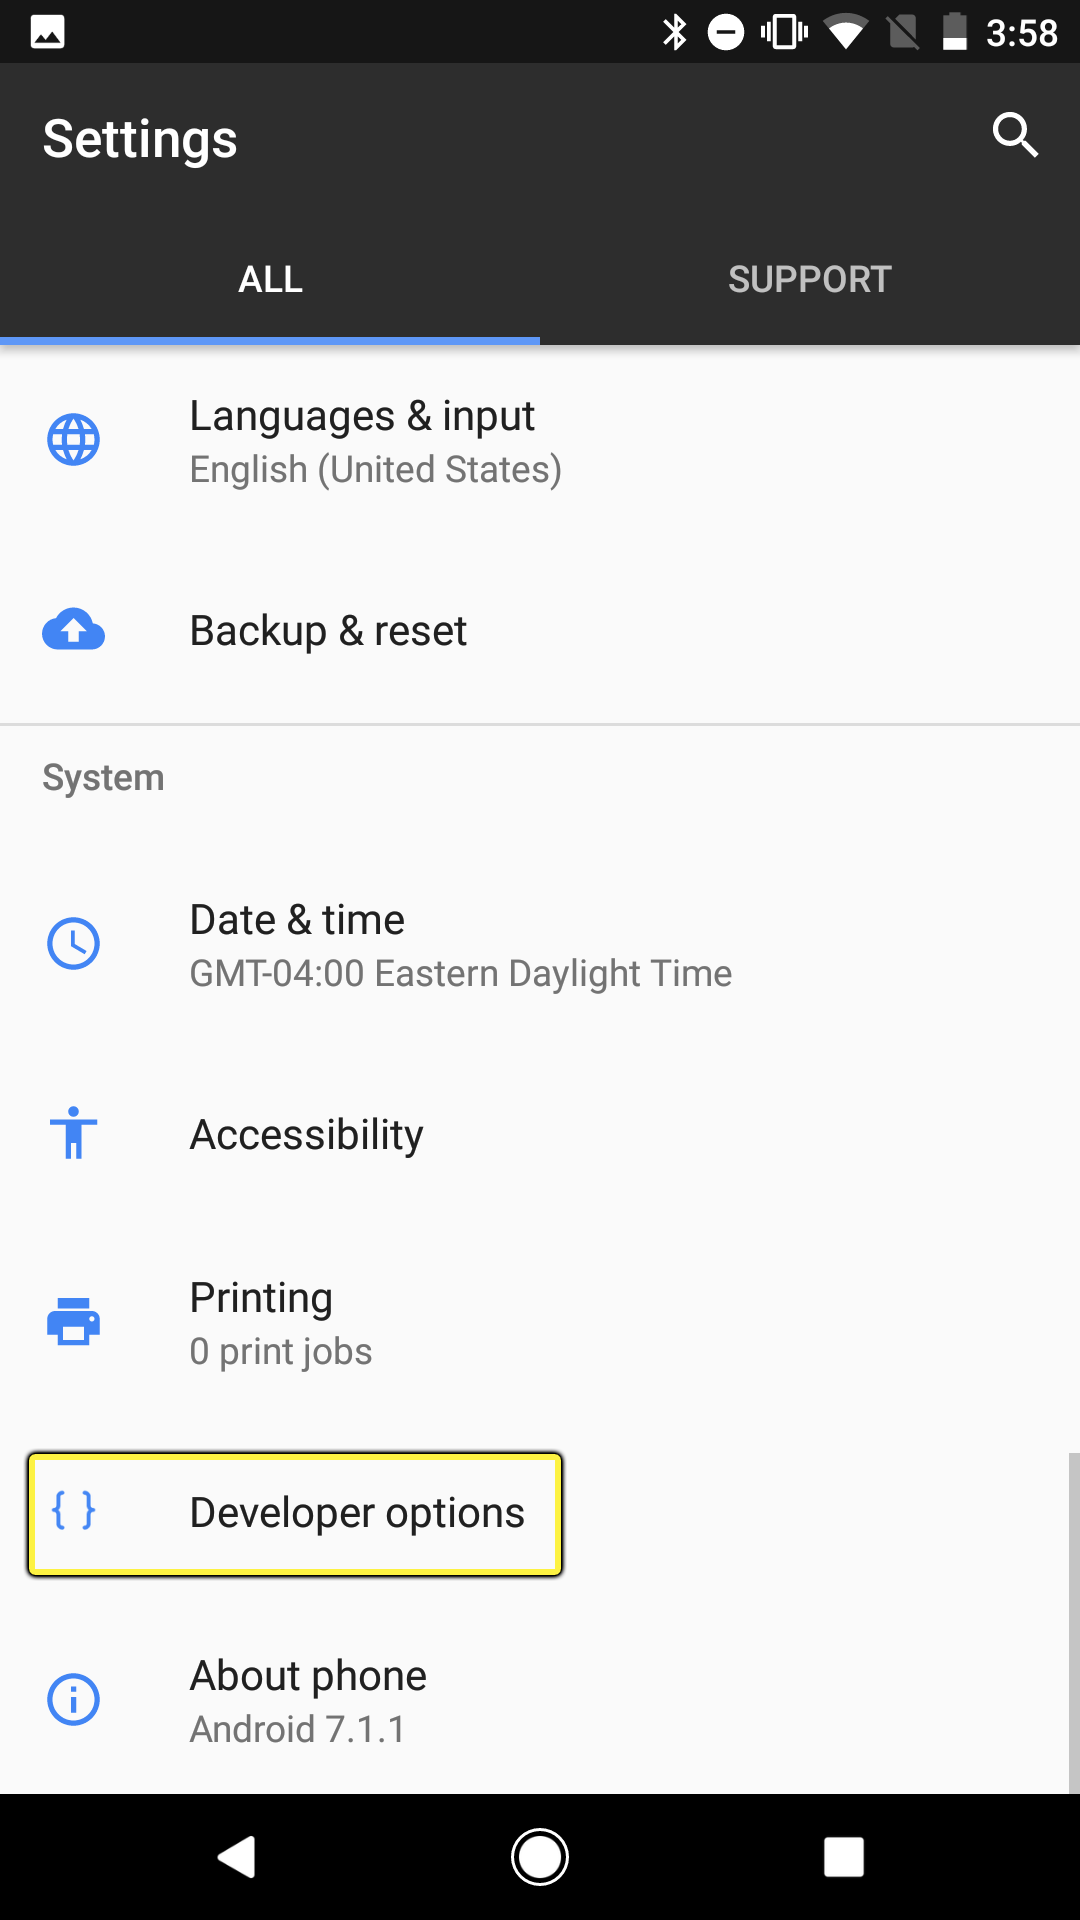 3:58
Settings
ALL
SUPPORT
Languages & input
English (United States)
Backup & reset
System
Date & time
GMT-04:00 Eastern Daylight Time
Accessibility
Printing
0 print jobs
{ } Developer options
About phone
Android 7.1.1